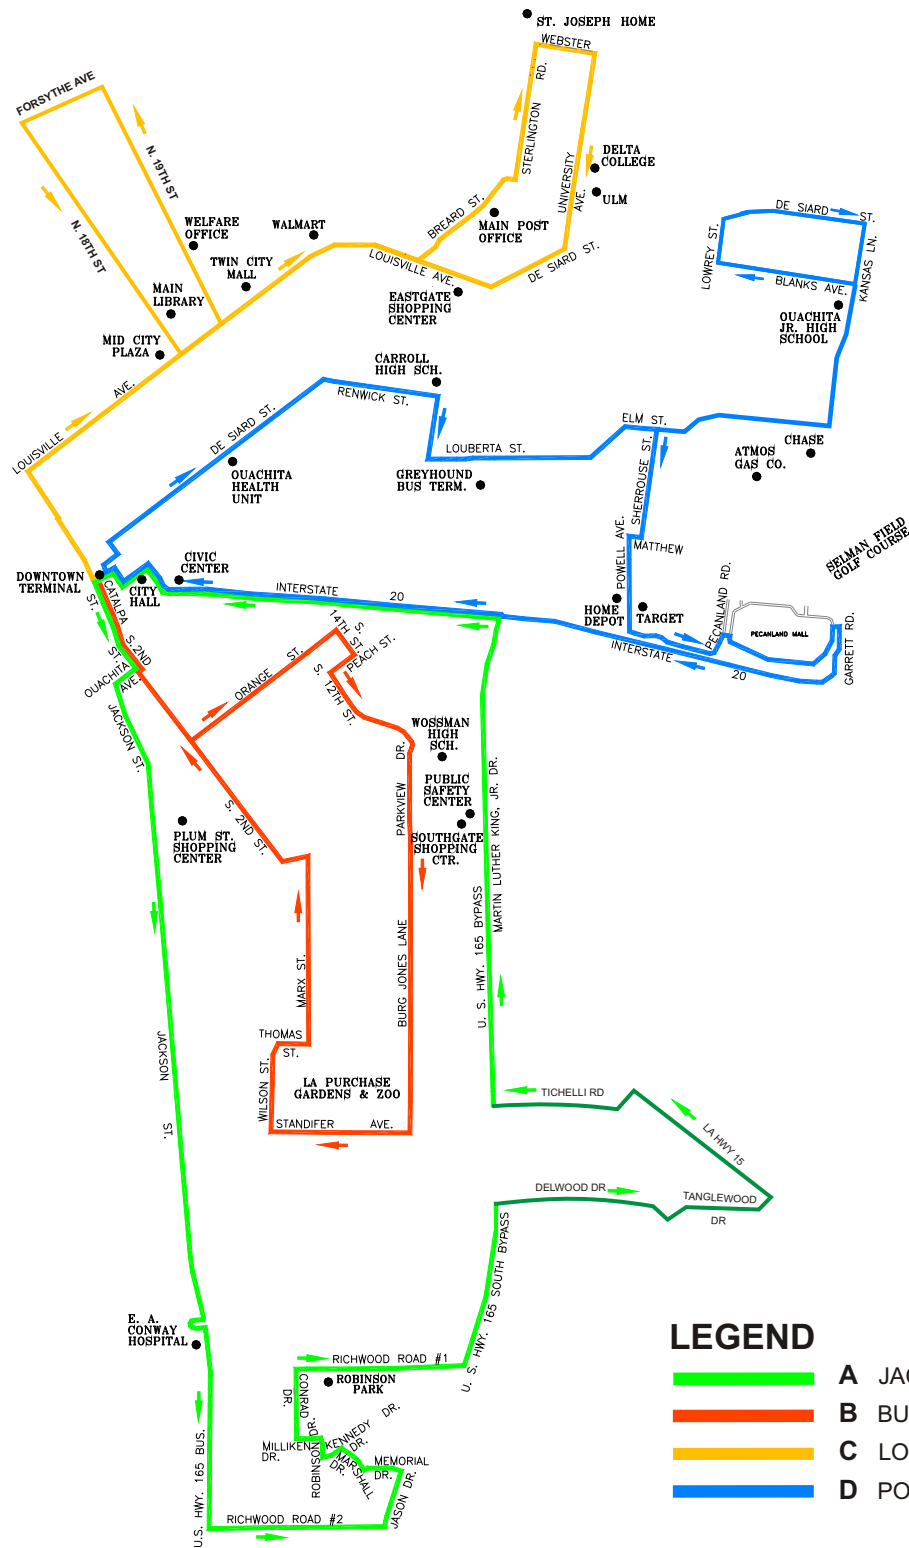 ST. JOSEPH HOME
WEBSTER
RD.
STERLINGTON
FORSYTHE AVE
N. 19TH ST
N. 18TH ST
DELTA
COLLEGE
ULM
UNIVERSITY
AVE.
BREARD ST.
MAIN POST
OFFICE
DE SIARD ST.
WELFARE
OFFICE
WALMART
TWIN CITY
MALL
LOUISVILLE AVE.
EASTGATE
SHOPPING
CENTER
MAIN
LIBRARY
MID CITY
PLAZA
DE SIARD ST.
LOWREY ST.
KANSAS LN.
BLANKS AVE.
OUACHITA
JR. HIGH
SCHOOL
CARROLL
HIGH SCH.
RENWICK ST.
LOUISVILLE AVE.
DE SIARD ST.
OUACHITA
HEALTH
UNIT
LOUBERTA ST.
GREYHOUND
BUS TERM.
ELM ST.
SHERROUSE ST.
ATMOS
GAS CO.
CHASE
MATTHEW
POWELL AVE.
SELMAN FIELD
GOLF COURSE
DOWNTOWN
TERMINAL
CITY
HALL
CIVIC
CENTER
INTERSTATE 20
HOME
DEPOT
TARGET
PECANLAND RD.
PECANLAND MALL
GARRETT RD.
INTERSTATE 20
CATALPA
ST.
S. 2ND
ST.
OUACHITA
AVE.
JACKSON ST.
ORANGE ST.
S.
14TH ST.
PEACH ST.
S. 12TH ST.
WOSSMAN
HIGH
SCH.
PARKVIEW DR.
PUBLIC
SAFETY
CENTER
SOUTHGATE
SHOPPING
CTR.
MARTIN LUTHER KING, JR. DR.
U. S. HWY. 165 BYPASS
PLUM ST.
SHOPPING
CENTER
S. 2ND ST.
MARX ST.
BURG JONES LANE
THOMAS
ST.
WILSON ST.
LA PURCHASE
GARDENS & ZOO
STANDIFER AVE.
JACKSON ST.
TICHELLI RD
LA HWY 15
DELWOOD DR
TANGLEWOOD
DR
U. S. HWY. 165 SOUTH BYPASS
E. A.
CONWAY
HOSPITAL
RICHWOOD ROAD #1
ROBINSON
PARK
CONRAD
DR.
MILLIKEN
DR.
ROBINSON DR.
KENNEDY DR.
DR.
MARSHALL
DR.
MEMORIAL
DR.
JASON DR.
U.S. HWY. 165 BUS.
RICHWOOD ROAD #2
LEGEND
A JAC
B BU
C LO
D PO